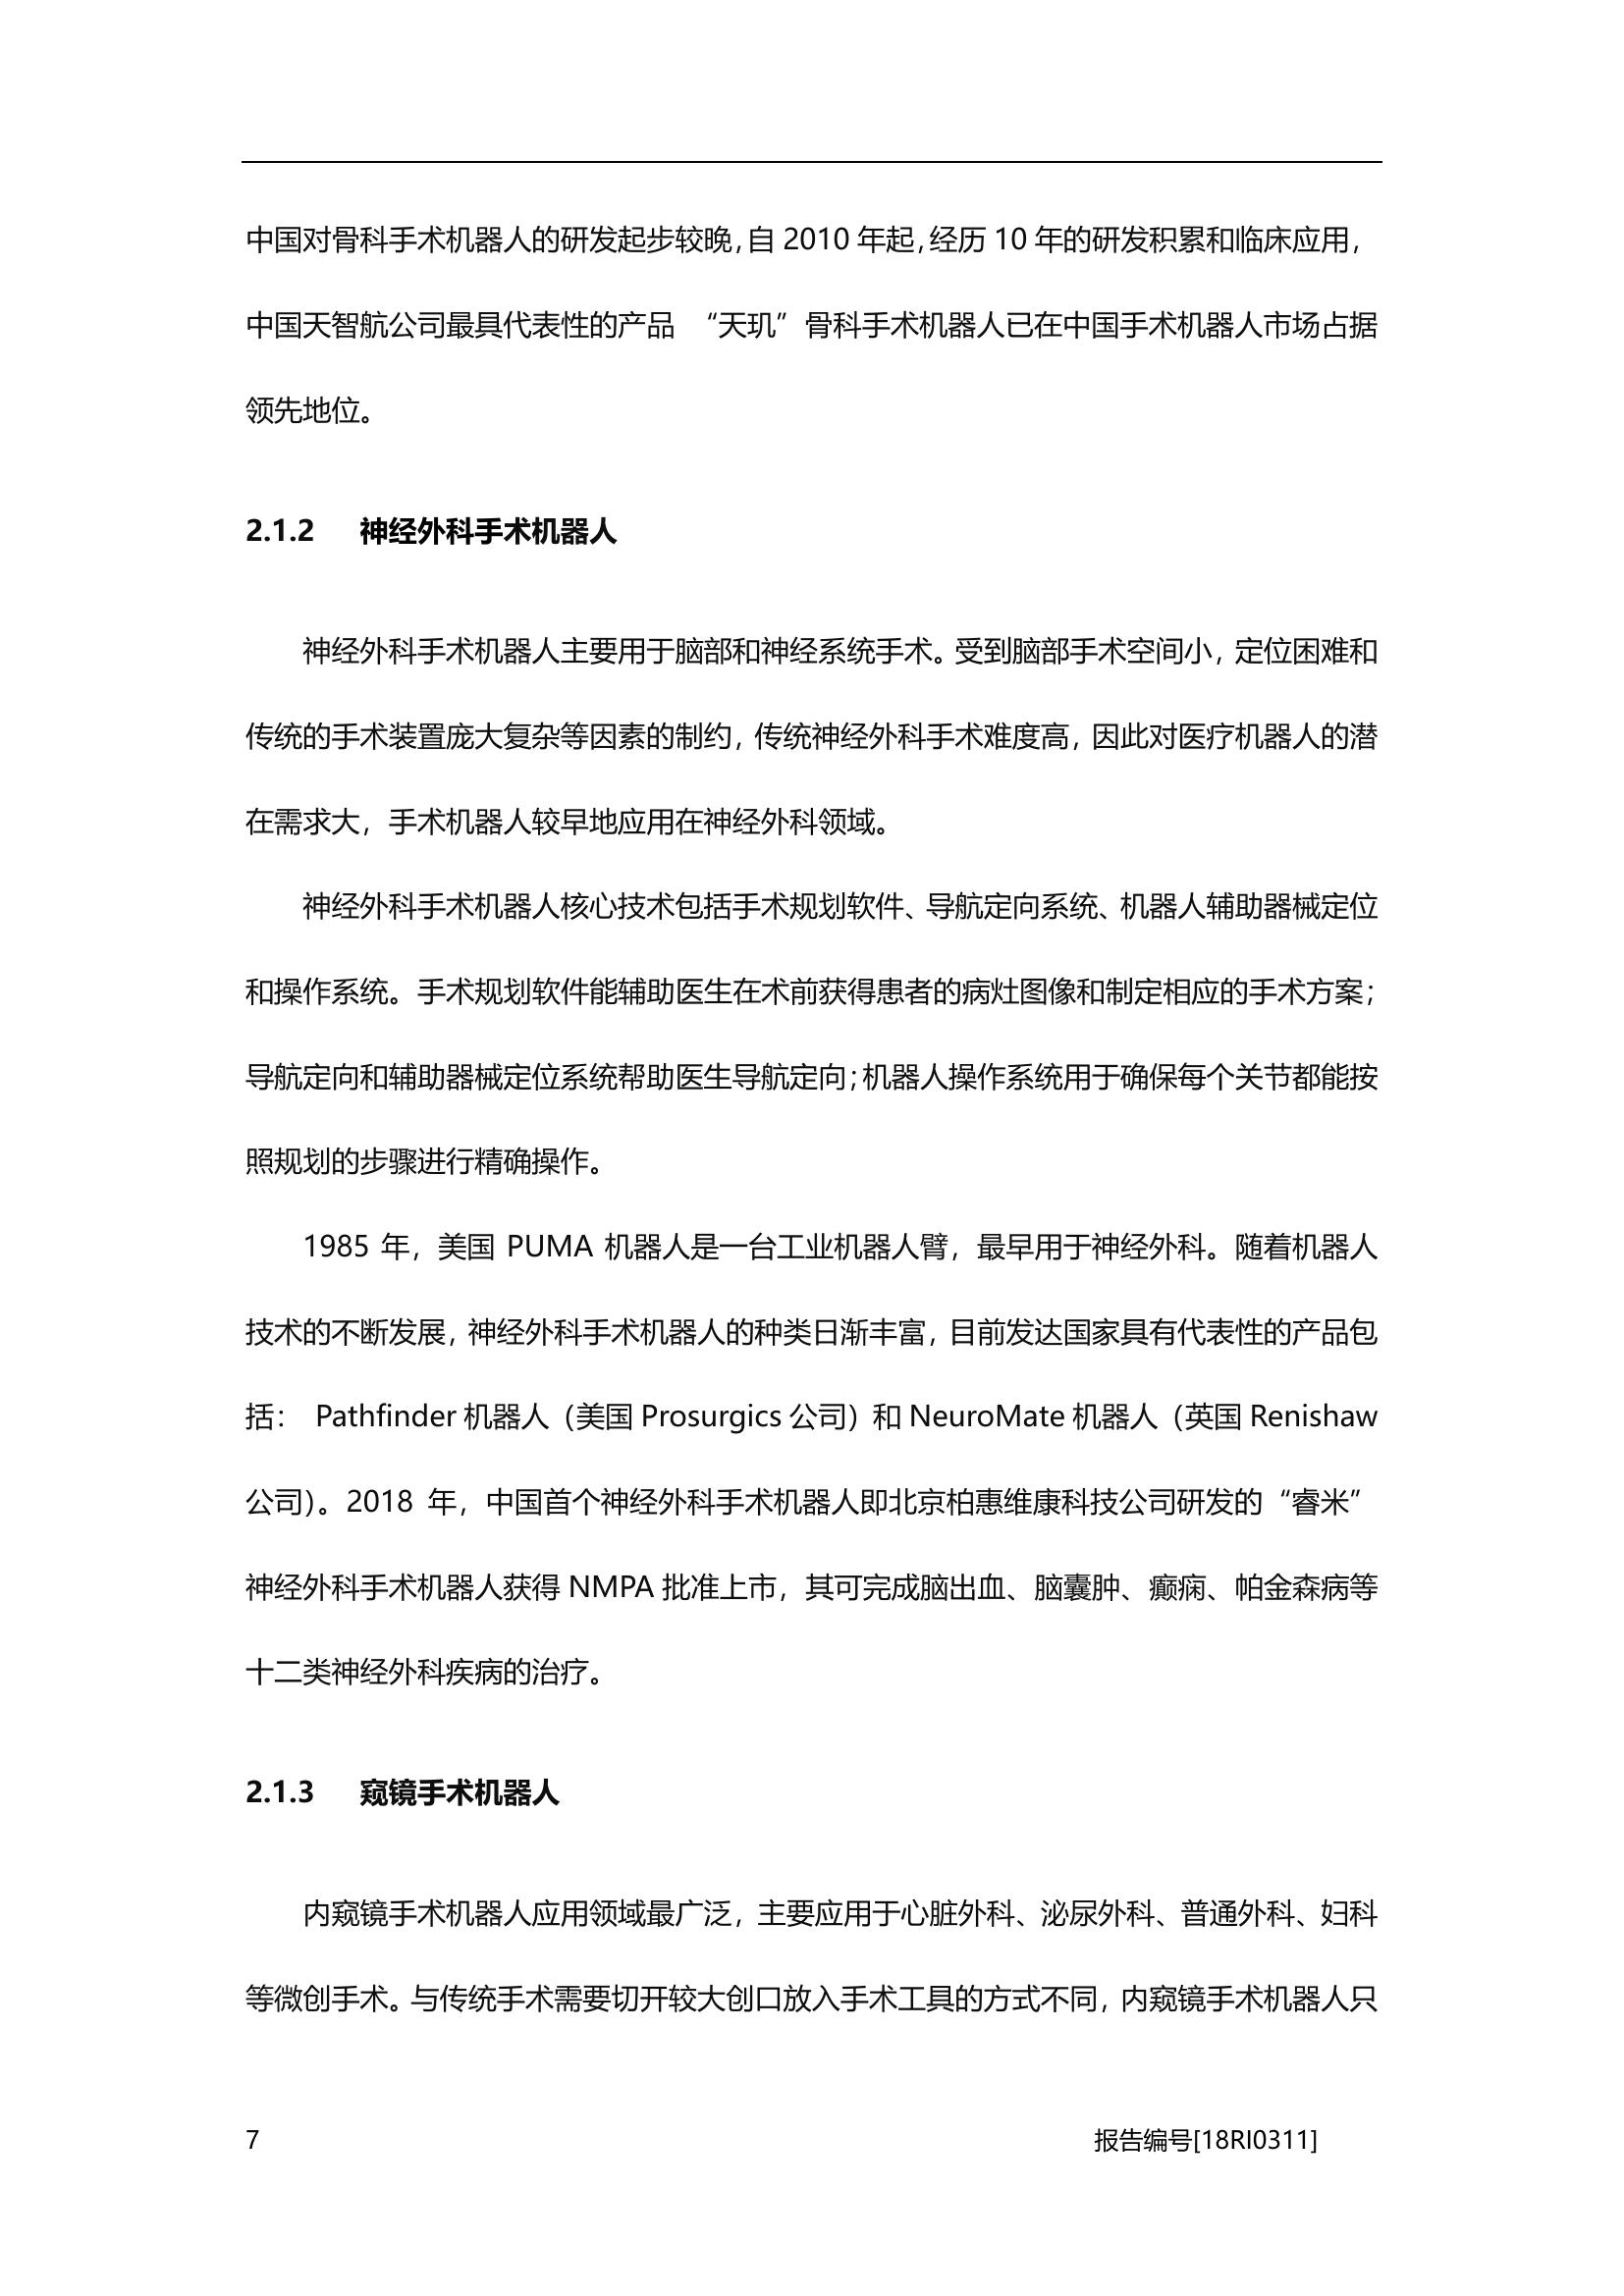 中国对骨科手术机器人的研发起步较晚，自 2010 年起，经历 10 年的研发积累和临床应用，
中国天智航公司最具代表性的产品 “天玑”骨科手术机器人已在中国手术机器人市场占据
领先地位。
2.1.2 神经外科手术机器人
神经外科手术机器人主要用于脑部和神经系统手术。受到脑部手术空间小，定位困难和
传统的手术装置庞大复杂等因素的制约，传统神经外科手术难度高，因此对医疗机器人的潜
在需求大，手术机器人较早地应用在神经外科领域。
神经外科手术机器人核心技术包括手术规划软件、导航定向系统、机器人辅助器械定位
和操作系统。手术规划软件能辅助医生在术前获得患者的病灶图像和制定相应的手术方案；
导航定向和辅助器械定位系统帮助医生导航定向；机器人操作系统用于确保每个关节都能按
照规划的步骤进行精确操作。
1985 年，美国 PUMA 机器人是一台工业机器人臂，最早用于神经外科。随着机器人
技术的不断发展，神经外科手术机器人的种类日渐丰富，目前发达国家具有代表性的产品包
括： Pathfinder 机器人（美国 Prosurgics 公司）和 NeuroMate 机器人（英国 Renishaw
公司）。2018 年，中国首个神经外科手术机器人即北京柏惠维康科技公司研发的“睿米”
神经外科手术机器人获得 NMPA 批准上市，其可完成脑出血、脑囊肿、癫痫、帕金森病等
十二类神经外科疾病的治疗。
2.1.3 窥镜手术机器人
内窥镜手术机器人应用领域最广泛，主要应用于心脏外科、泌尿外科、普通外科、妇科
等微创手术。与传统手术需要切开较大创口放入手术工具的方式不同，内窥镜手术机器人只
7 报告编号[18RI0311]